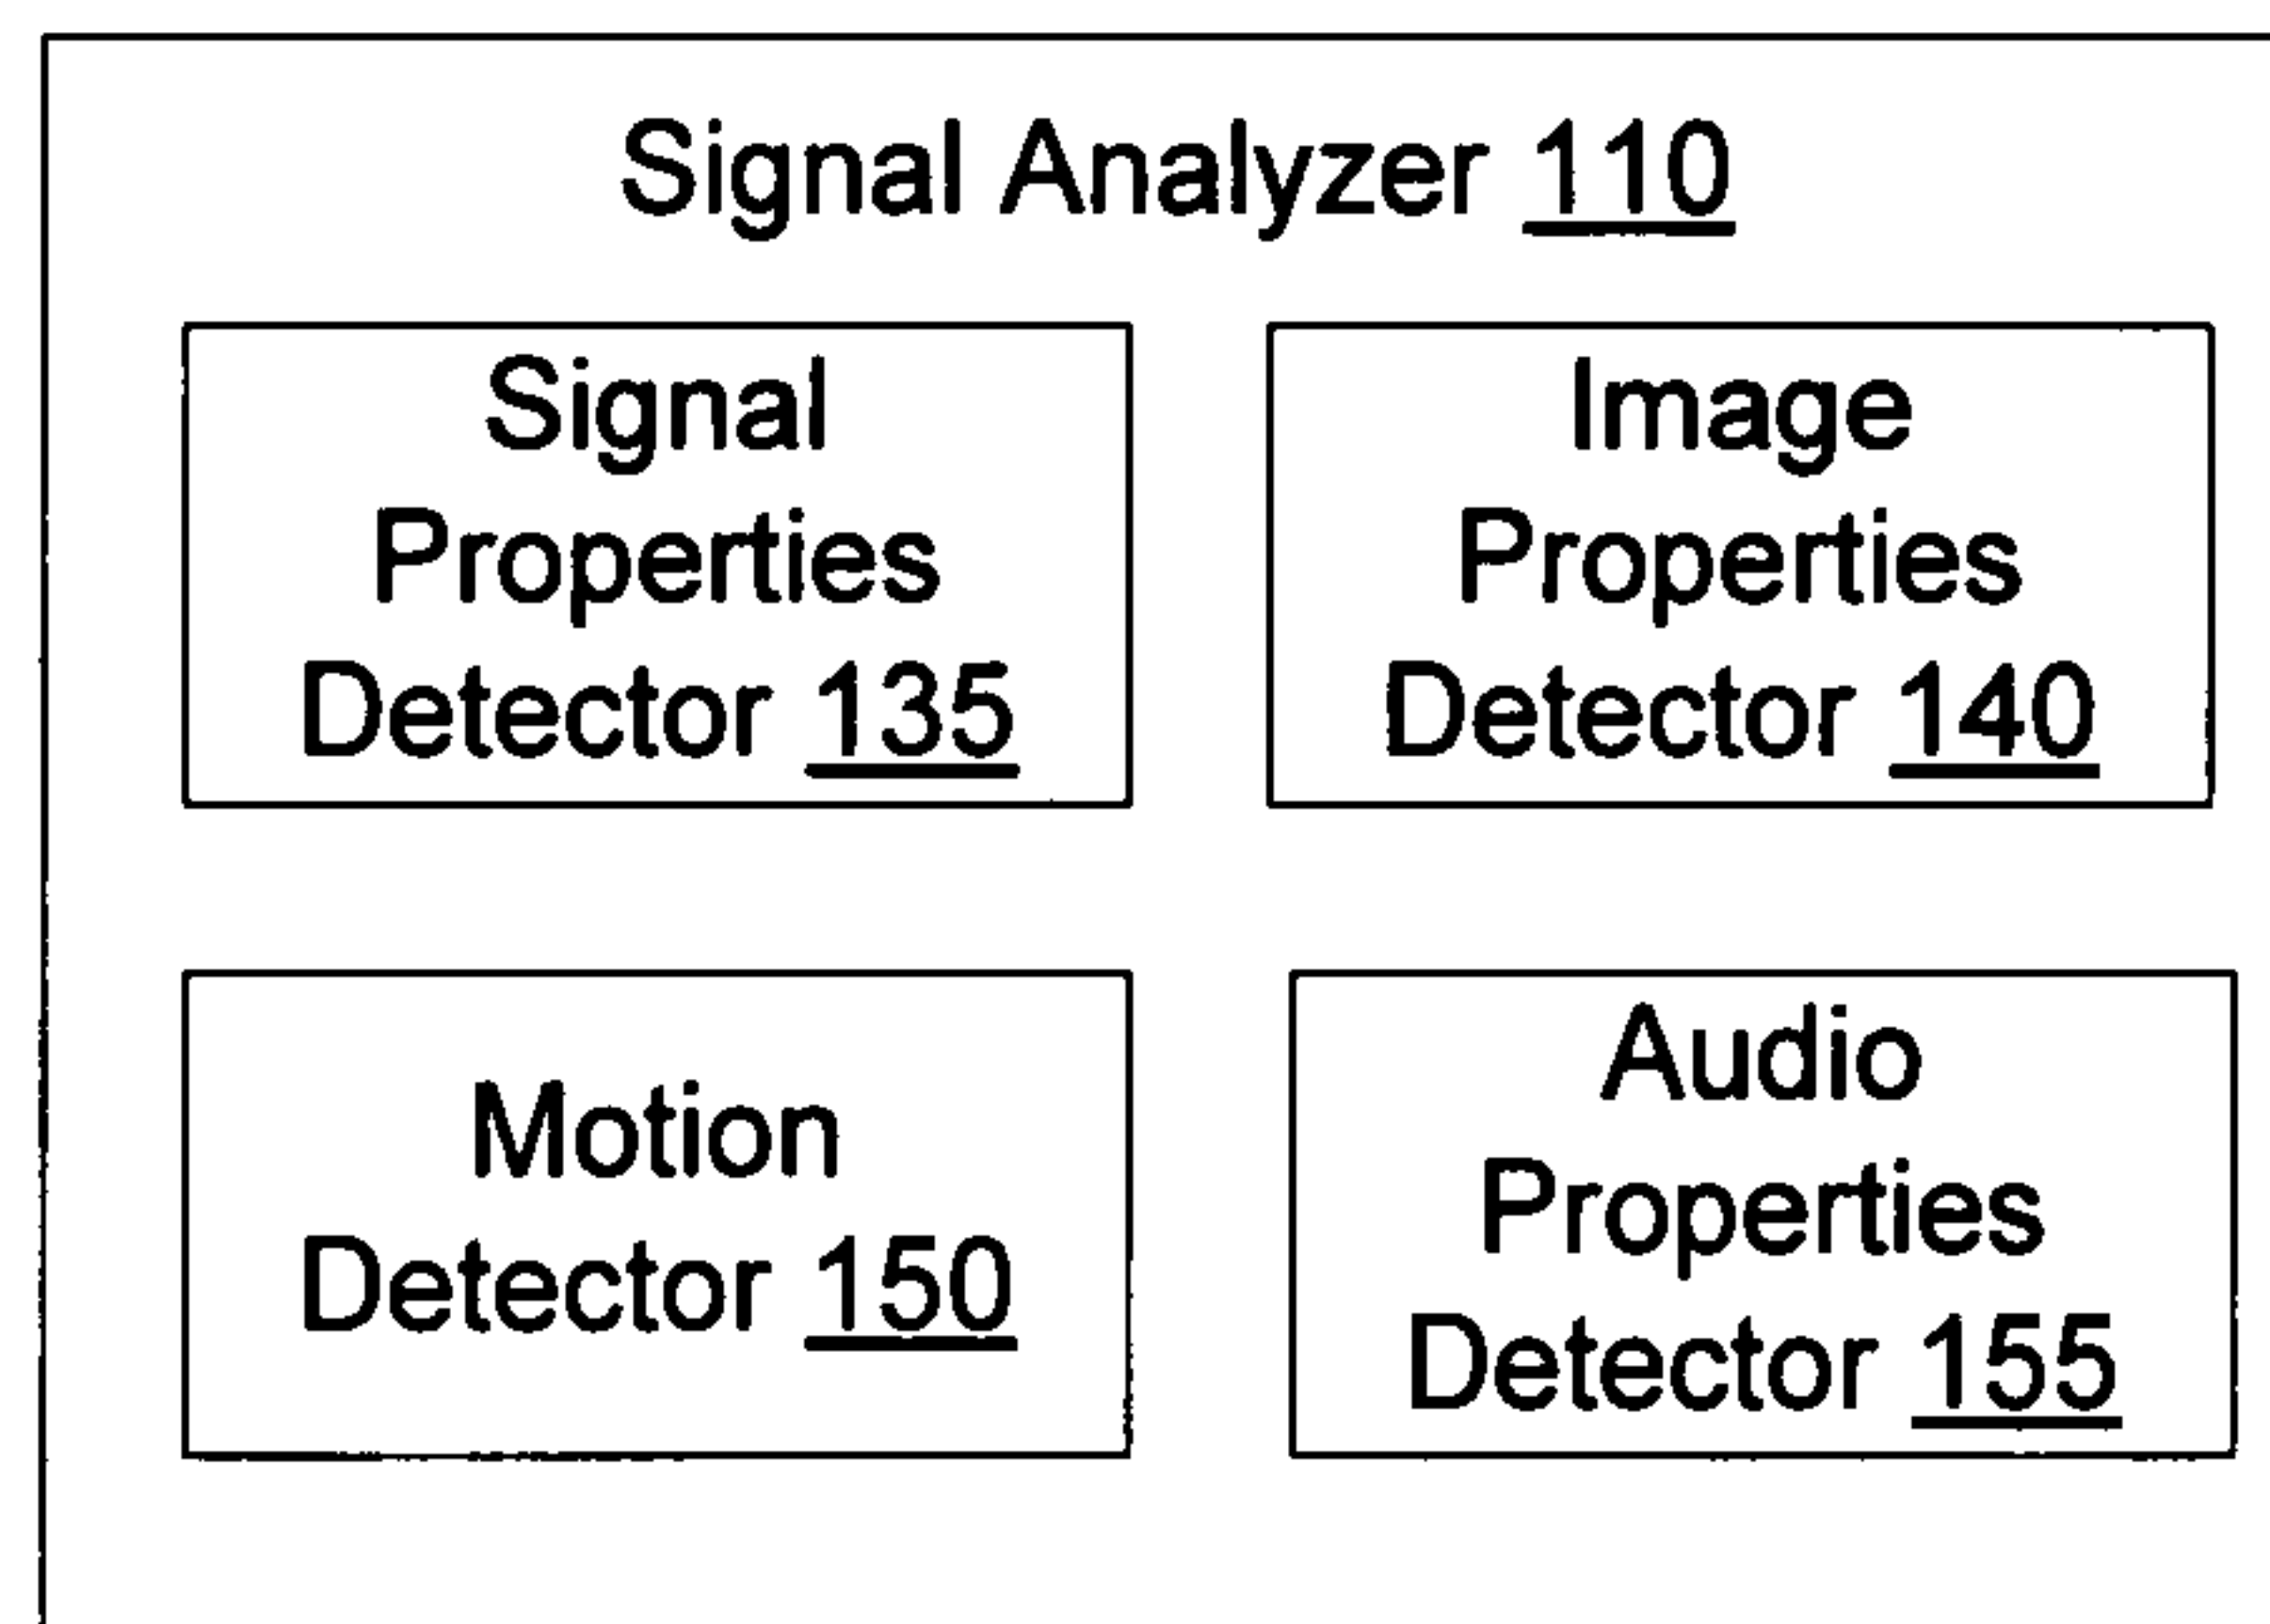 Signal Analyzer 110
Signal
Properties
Detector 135
Image
Properties
Detector 140
Motion
Detector 150
Audio
Properties
Detector 155